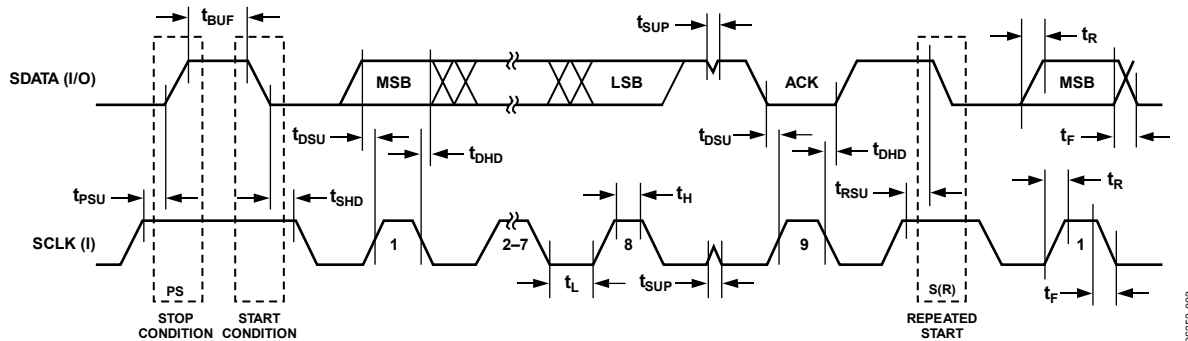 tBUF
tSUP
tR
SDATA (I/O)
MSB
LSB
ACK
MSB
tDSU
tDHD
tDSU
tDHD
tF
tPSU
tSHD
tH
tRSU
tR
SCLK (I)
1
2–7
8
9
1
tL
tSUP
tF
PS
S(R)
STOP
CONDITION
START
CONDITION
REPEATED
START